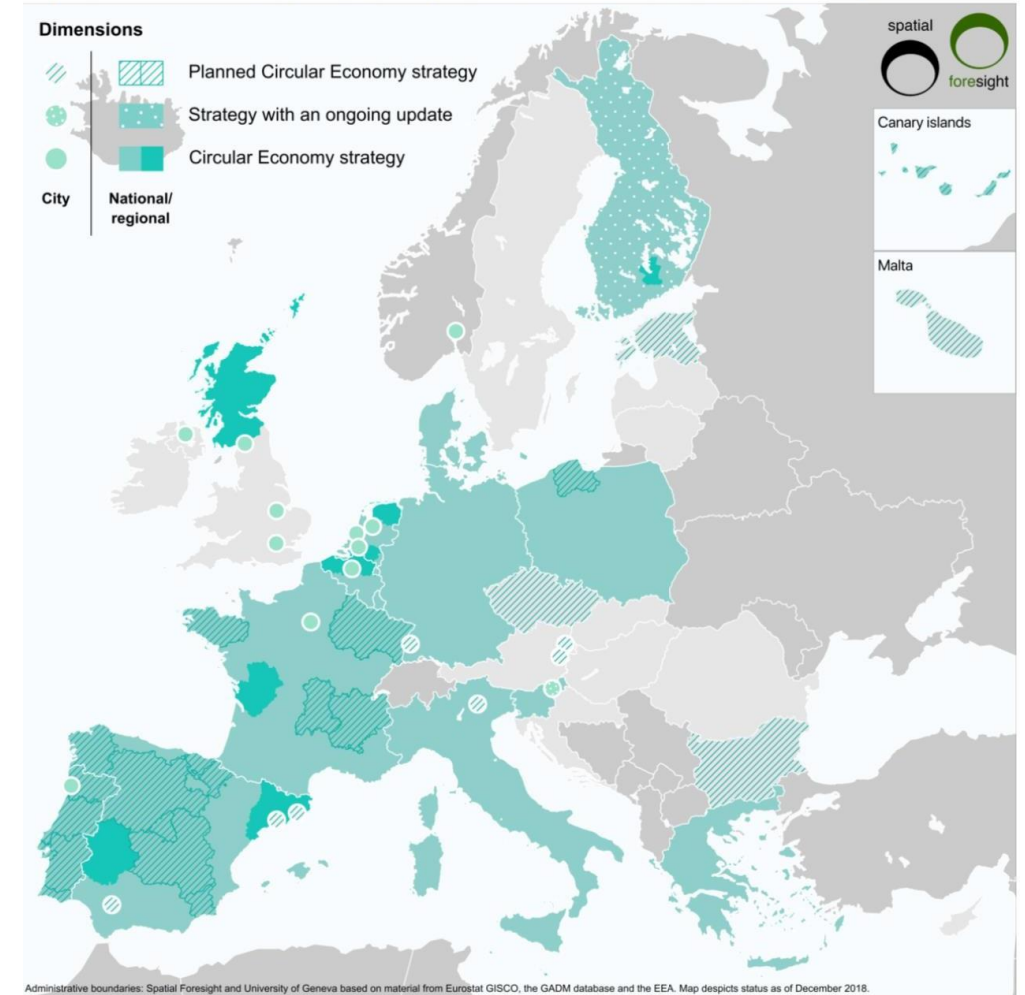 Dimensions
Planned Circular Economy strategy
Strategy with an ongoing update
Circular Economy strategy
City
National/
regional
spatial
foresight
Canary islands
Malta
Administrative boundaries: Spatial Foresight and University of Geneva based on material from Eurostat GISCO, the GADM database and the EEA. Map despicts status as of December 2018.